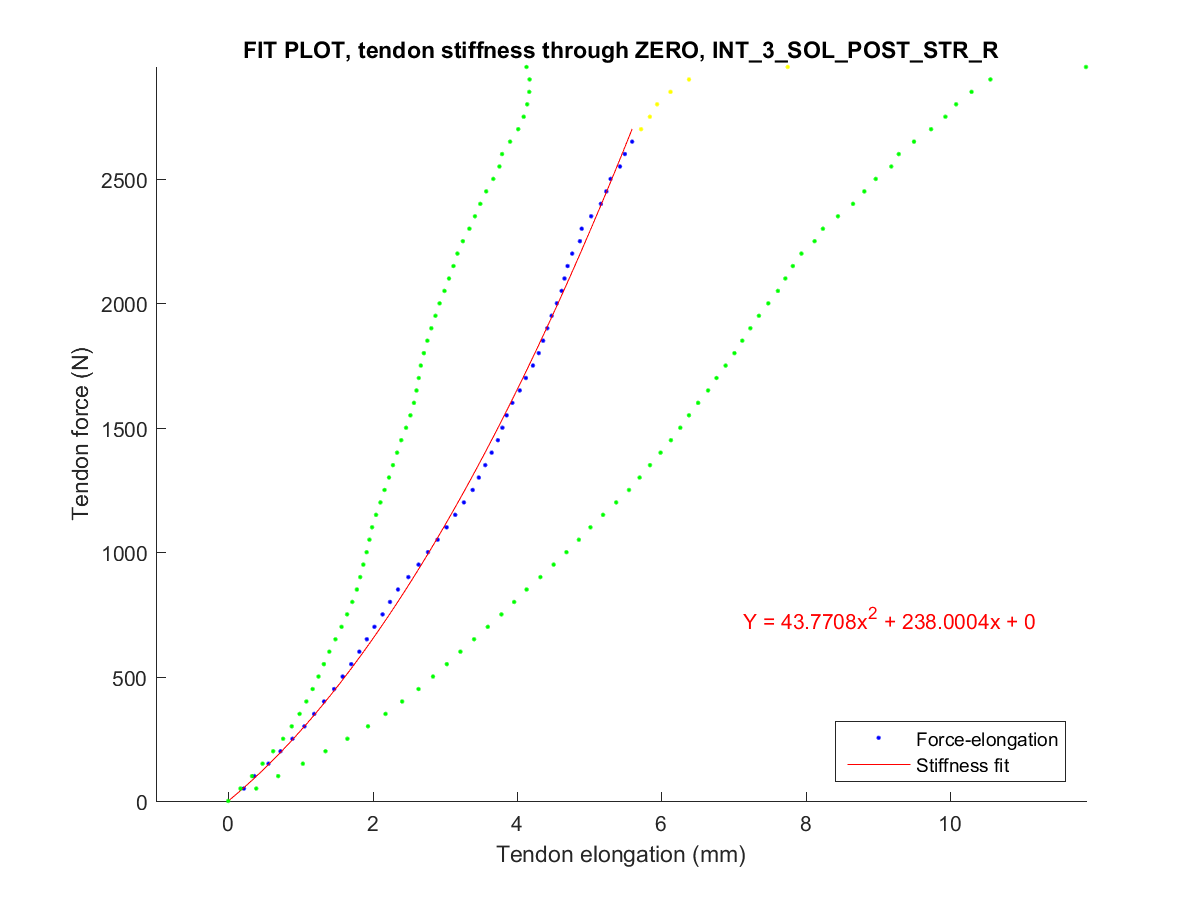 FIT PLOT, tendon stiffness through ZERO, INT_3_SOL_POST_STR_R
2500
2000
1500
1000
500
0
Tendon force (N)
Y = 43.7708x² + 238.0004x + 0
Force-elongation
Stiffness fit
0 2 4 6 8 10
Tendon elongation (mm)